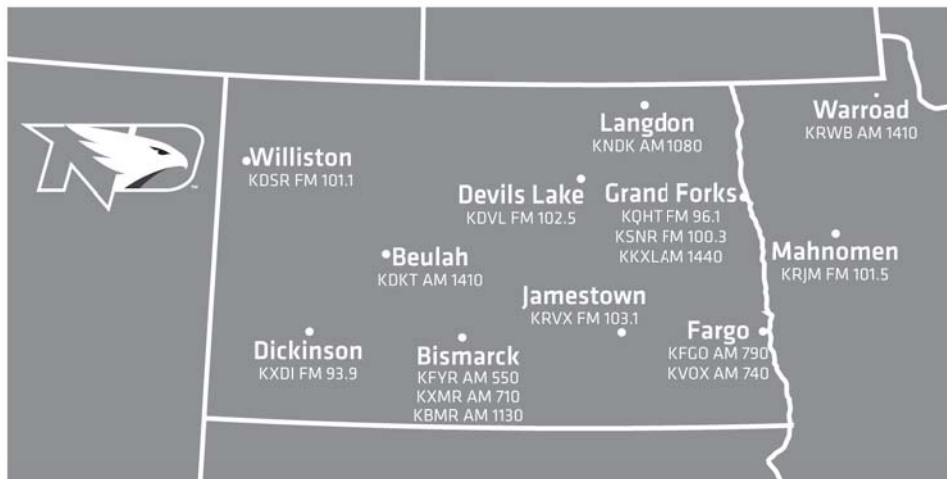 ND
™
Warroad
KRWB AM 1410
Langdon
KNDK AM 1080
Williston
KDSR FM 101.1
Devils Lake
KDVL FM 102.5
Grand Forks
KQHT FM 96.1
KSNR FM 100.3
KKXLAM 1440
Mahnomen
KRJM FM 101.5
Beulah
KDKT AM 1410
Jamestown
KRVX FM 103.1
Fargo
KFGO AM 790
KVOX AM 740
Dickinson
KXDI FM 93.9
Bismarck
KFYR AM 550
KXMR AM 710
KBMR AM 1130